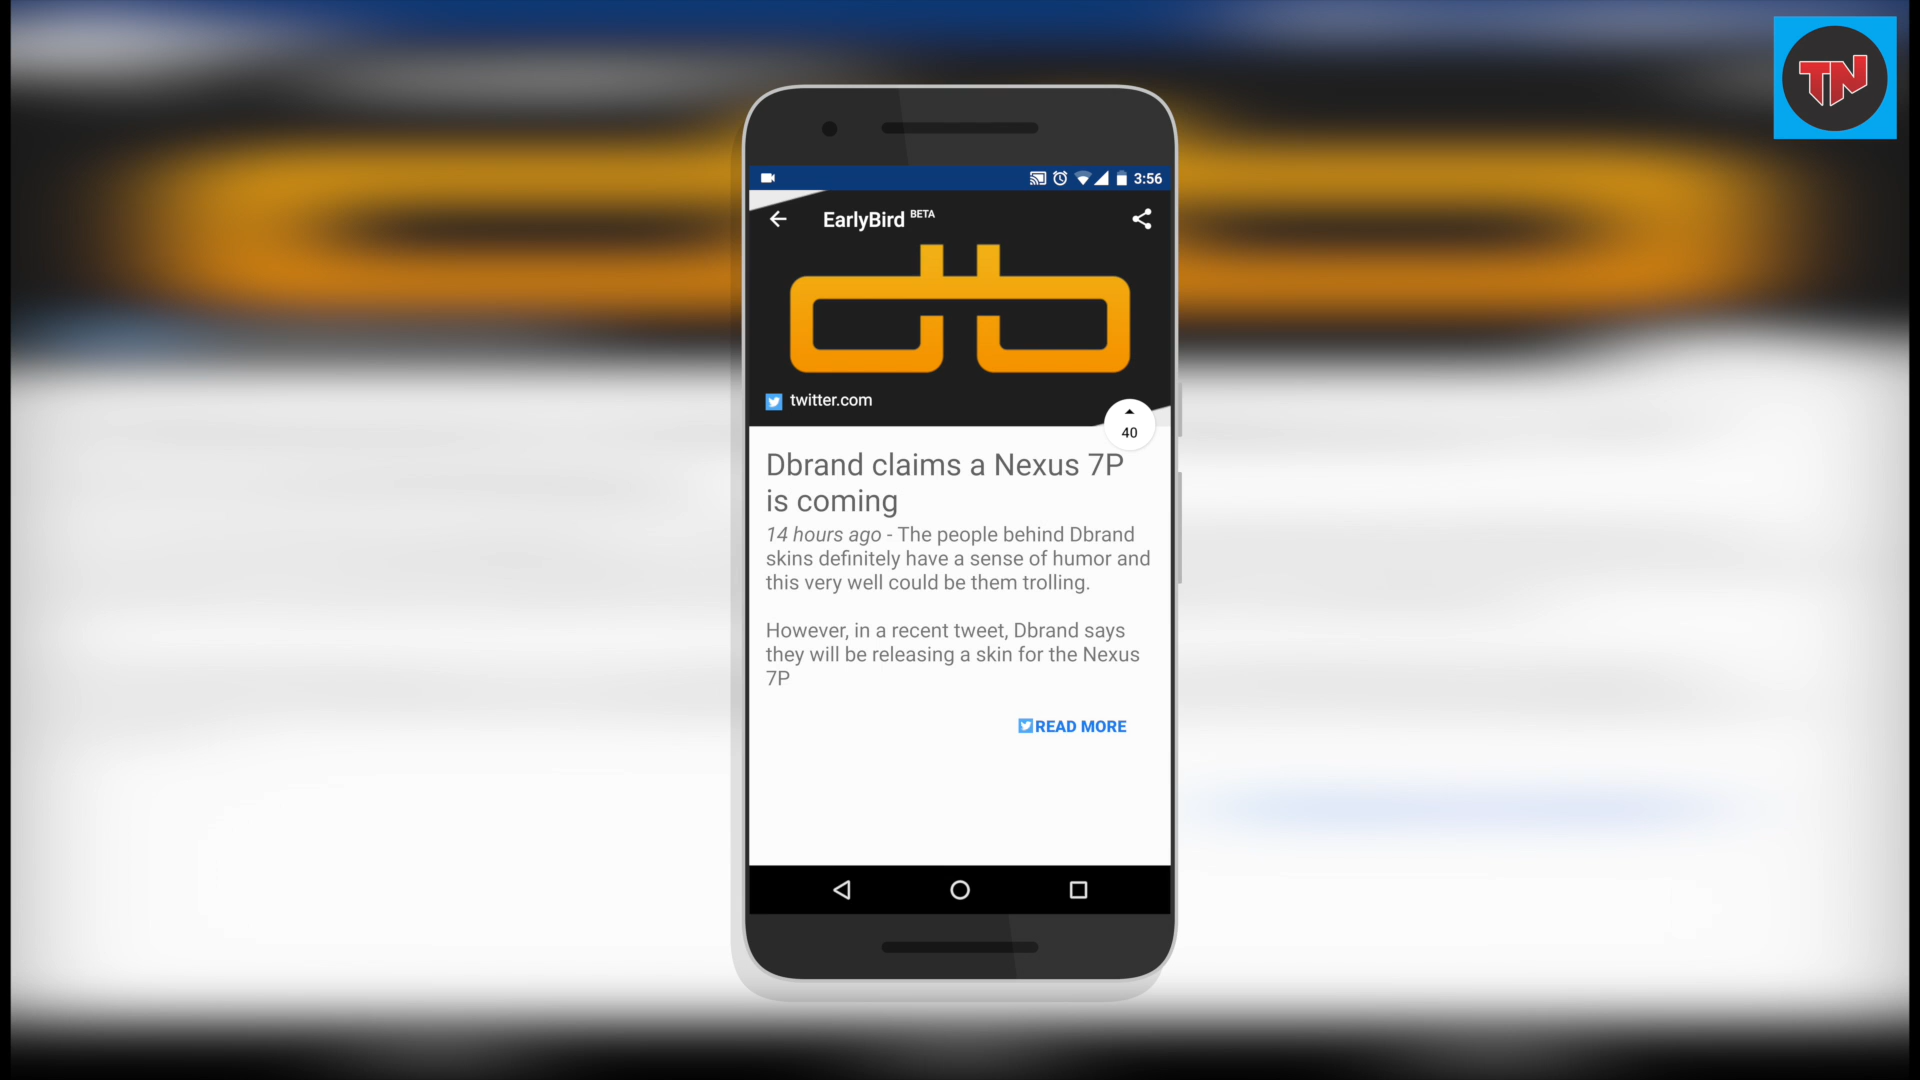 TN
3:56
EarlyBird BETA
twitter.com
40
Dbrand claims a Nexus 7P
is coming
14 hours ago - The people behind Dbrand
skins definitely have a sense of humor and
this very well could be them trolling.
However, in a recent tweet, Dbrand says
they will be releasing a skin for the Nexus
7P
READ MORE